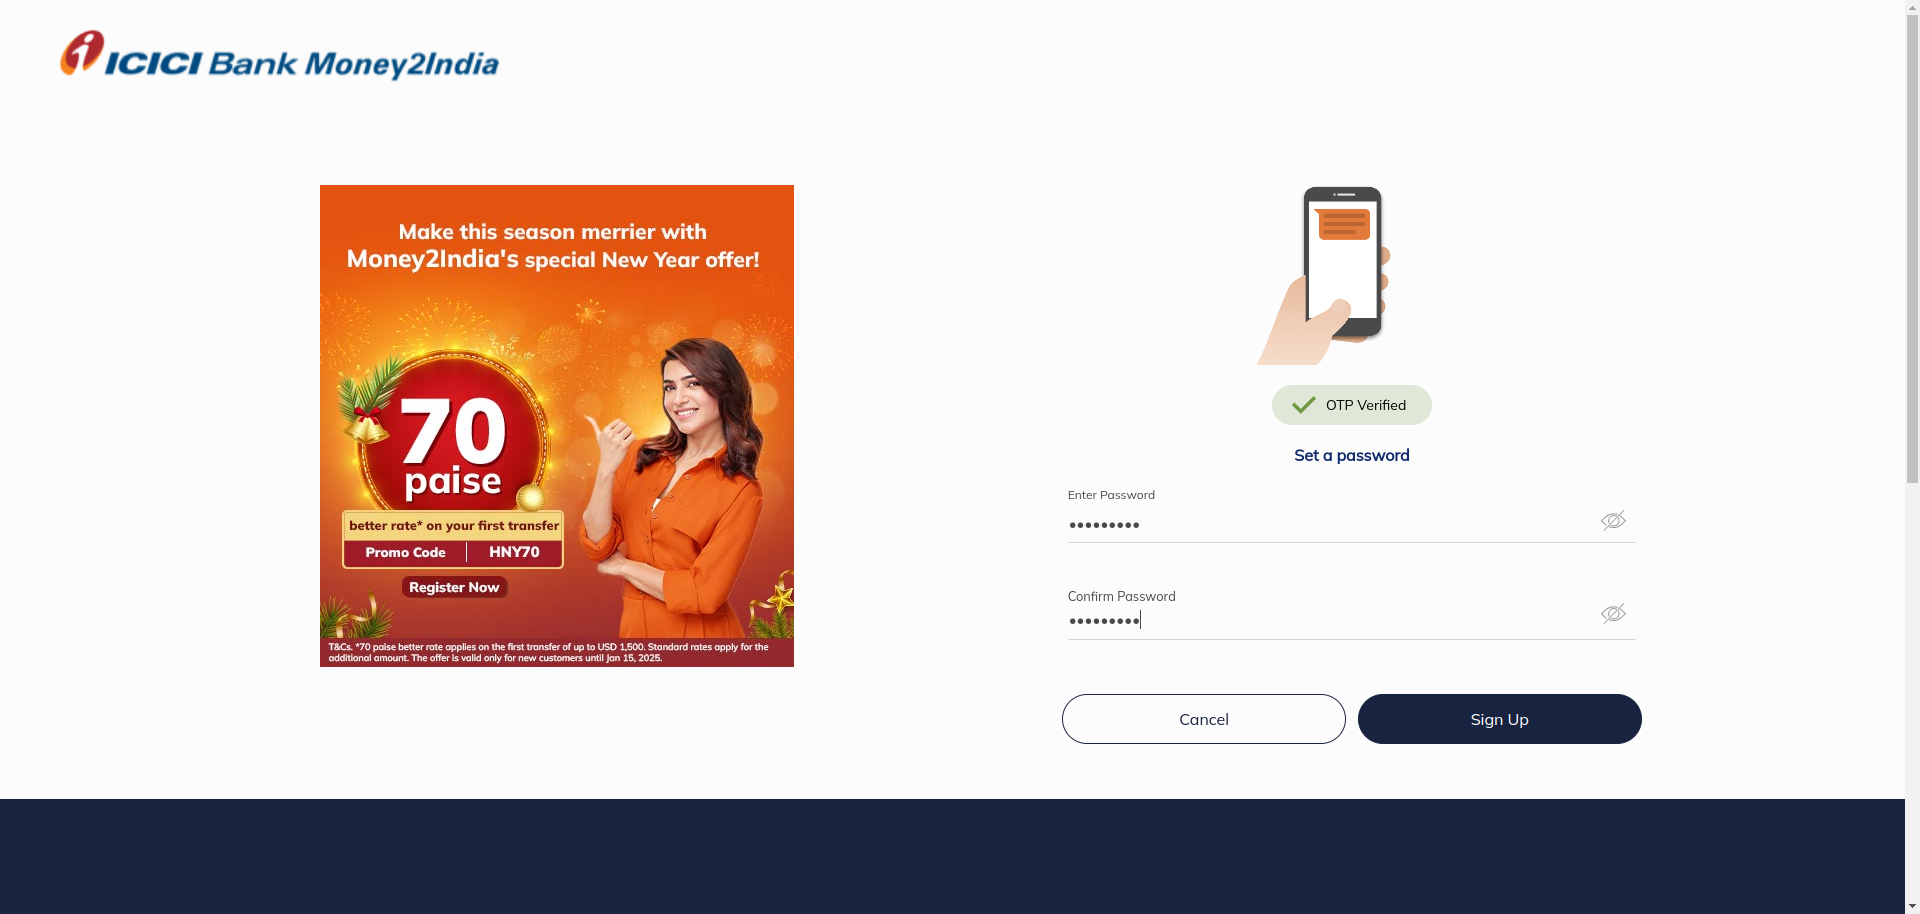 ICICI Bank Money2India
Make this season merrier with
Money2India's special New Year offer!
70
paise
better rate* on your first transfer
Promo Code | HNY70
Register Now
T&Cs. *70 paise better rate applies on the first transfer of up to USD 1,500. Standard rates apply for the
additional amount. The offer is valid only for new customers until Jan 15, 2025.
OTP Verified
Set a password
Enter Password
•••••••••
Confirm Password
•••••••••
Cancel
Sign Up